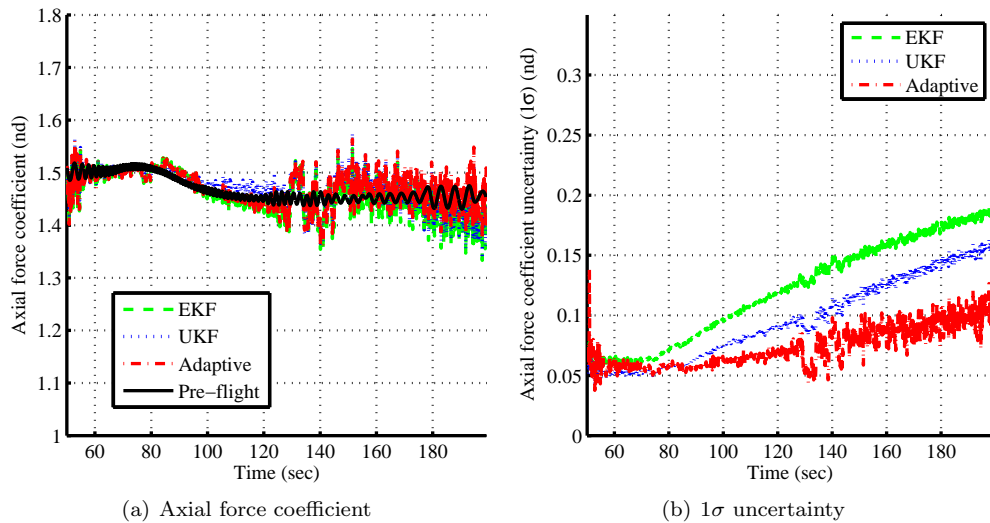 1.8
1.7
1.6
1.5
1.4
1.3
1.2
1.1
1
Axial force coefficient (nd)
EKF
UKF
Adaptive
Pre−flight
60 80 100 120 140 160 180
Time (sec)
(a) Axial force coefficient
0.3
0.25
0.2
0.15
0.1
0.05
0
Axial force coefficient uncertainty (1σ) (nd)
EKF
UKF
Adaptive
60 80 100 120 140 160 180
Time (sec)
(b) 1σ uncertainty